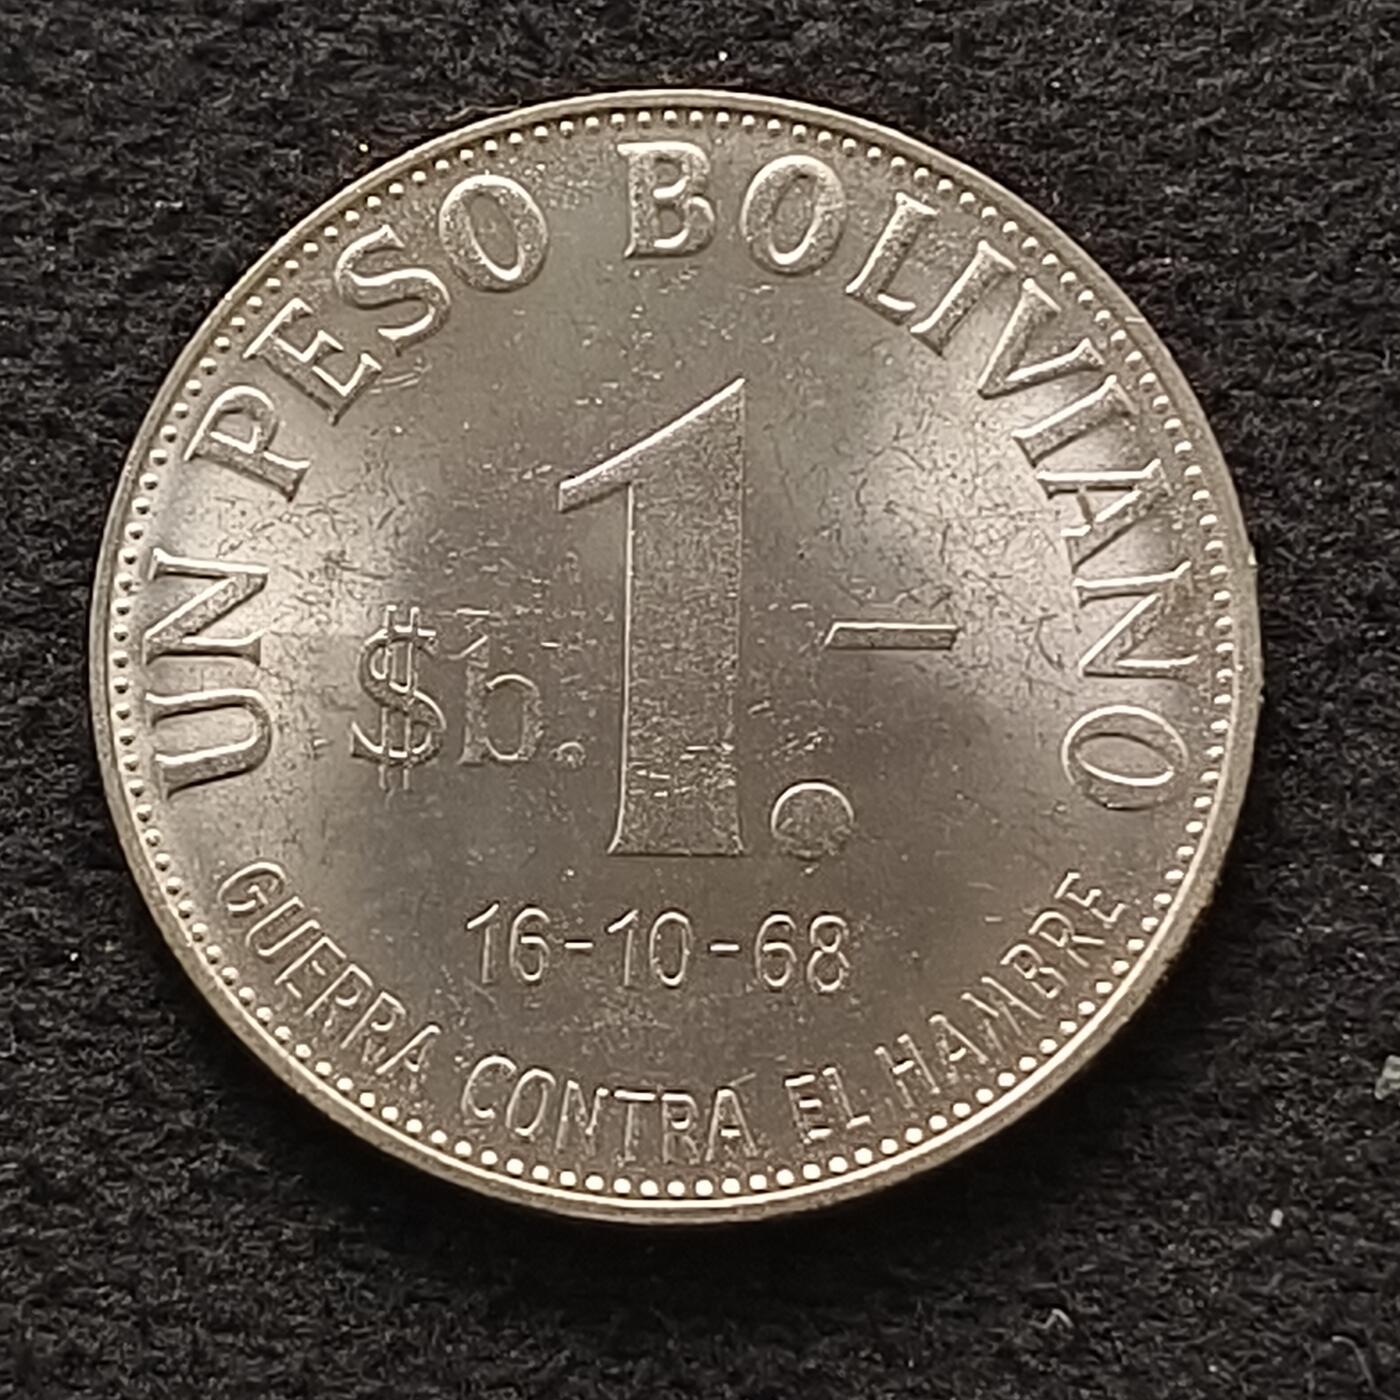 UN PESO BOLIVIANO
$b. 1.-
16-10-68
GUERRA CONTRA EL HAMBRE